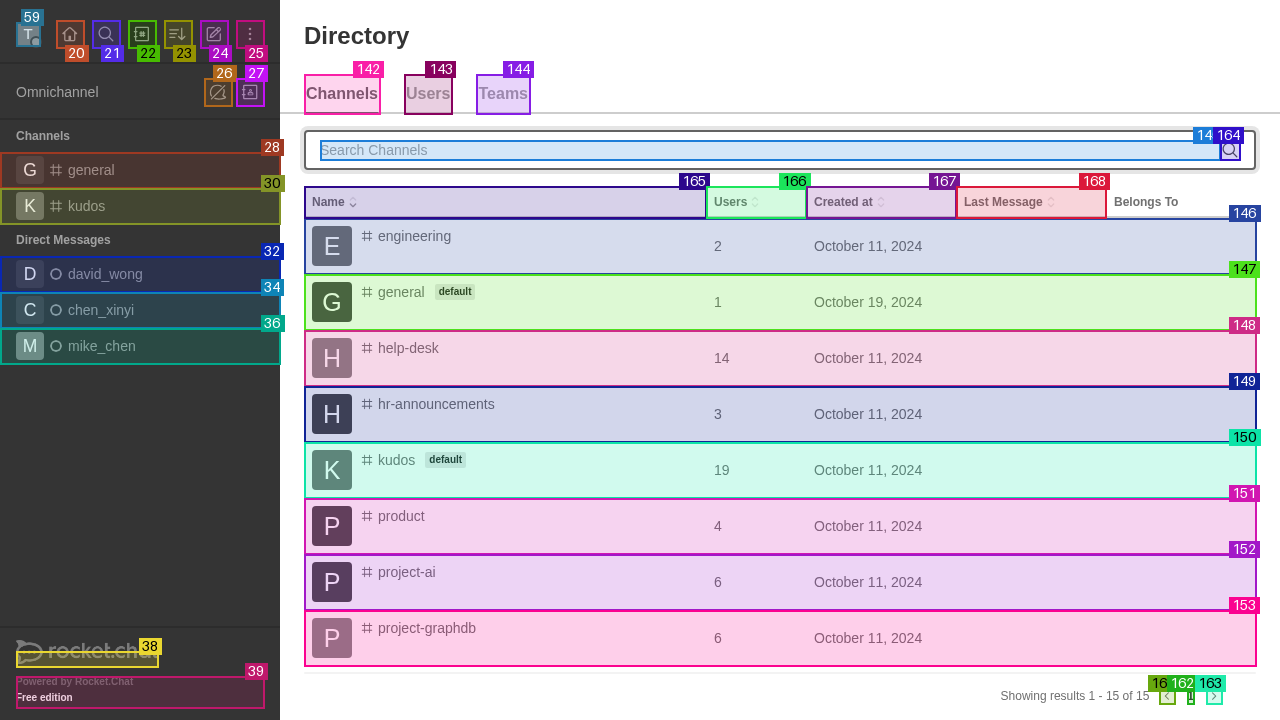 59
T
20
21
22
23
24
25
Omnichannel
26
27
Channels
28
G general
30
K kudos
Direct Messages
32
D david_wong
34
C chen_xinyi
36
M mike_chen
38
rocket.chat
39
Powered by Rocket.Chat
Free edition
Directory
142
143
144
Channels
Users
Teams
164
Search Channels
165
166
167
168
Name
Users
Created at
Last Message
Belongs To
146
E engineering 2 October 11, 2024
147
G general default 1 October 19, 2024
148
H help-desk 14 October 11, 2024
149
H hr-announcements 3 October 11, 2024
150
K kudos default 19 October 11, 2024
151
P product 4 October 11, 2024
152
P project-ai 6 October 11, 2024
153
P project-graphdb 6 October 11, 2024
162
163
Showing results 1 - 15 of 15
1